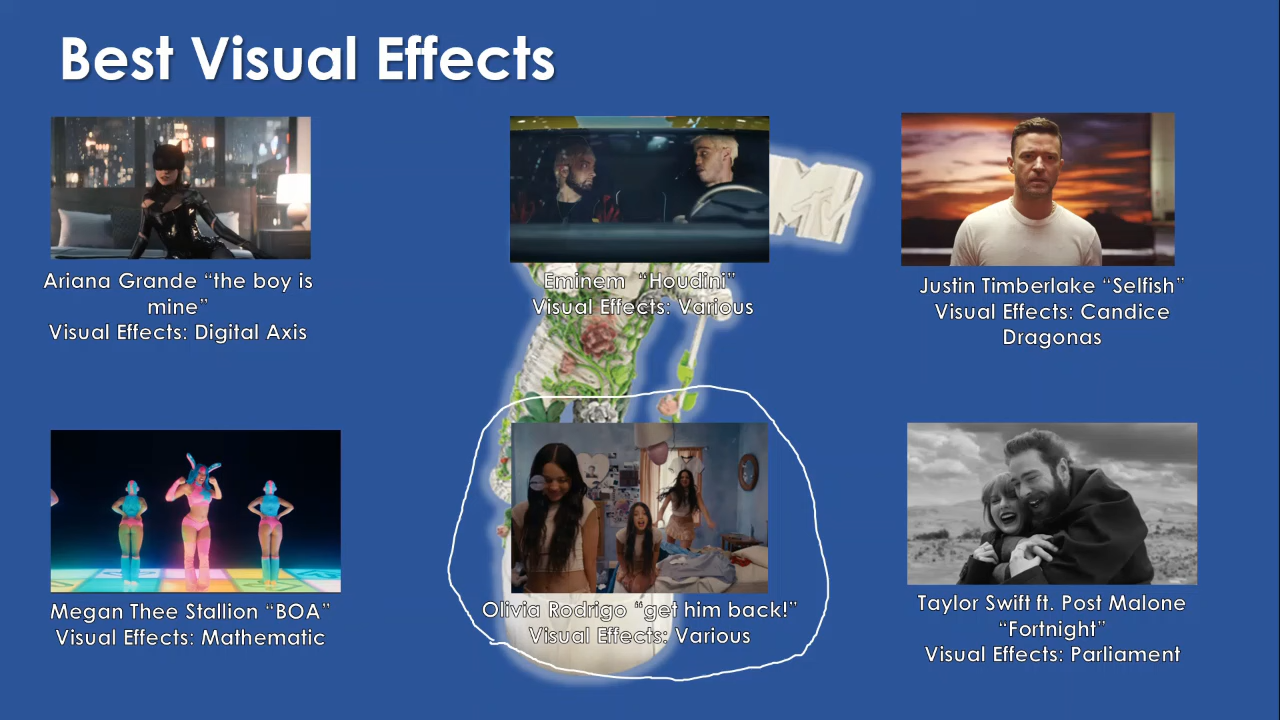 Best Visual Effects
MTV
Ariana Grande “the boy is
mine”
Visual Effects: Digital Axis
Eminem “Houdini”
Visual Effects: Various
Justin Timberlake “Selfish”
Visual Effects: Candice
Dragonas
Megan Thee Stallion “BOA”
Visual Effects: Mathematic
Olivia Rodrigo “get him back!”
Visual Effects: Various
Taylor Swift ft. Post Malone
“Fortnight”
Visual Effects: Parliament